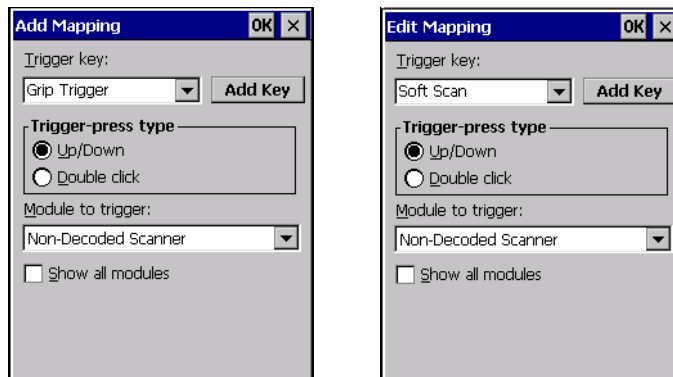 Add Mapping OK
Trigger key:
Grip Trigger Add Key
Trigger-press type
Up/Down
Double click
Module to trigger:
Non-Decoded Scanner
Show all modules
Edit Mapping OK
Trigger key:
Soft Scan Add Key
Trigger-press type
Up/Down
Double click
Module to trigger:
Non-Decoded Scanner
Show all modules